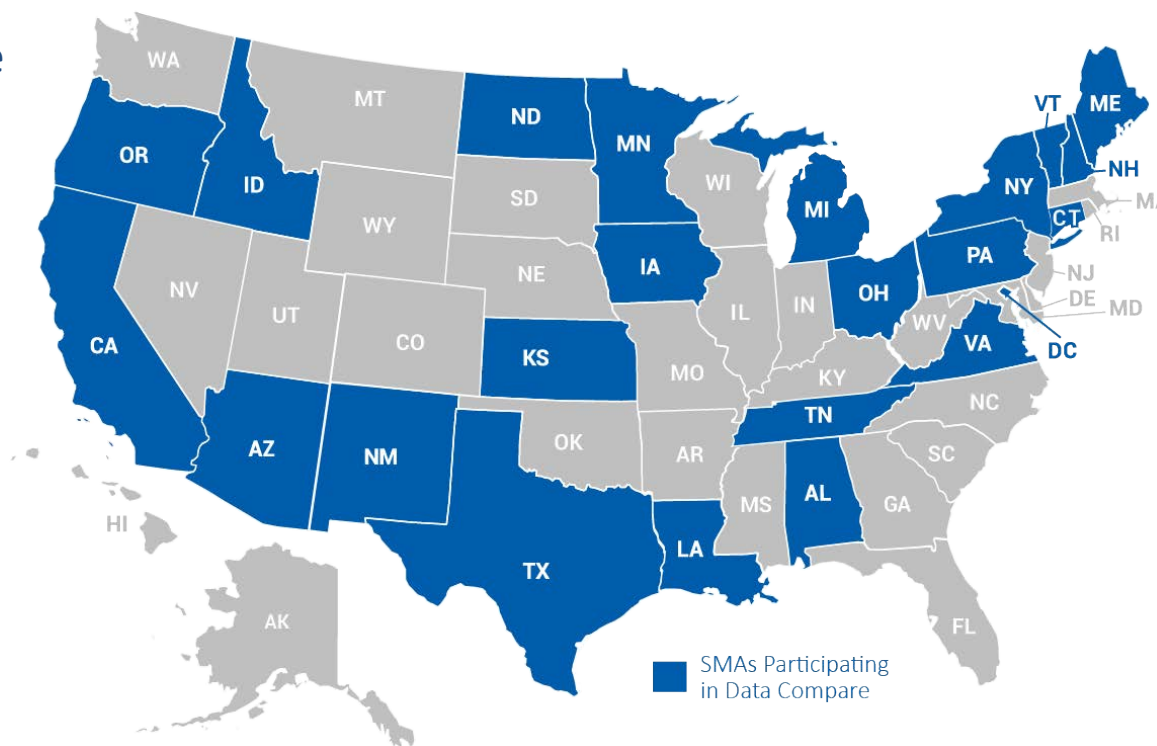 WA
MT
ND
MN
VT
ME
OR
ID
SD
WI
MI
NY
NH
WY
CT
RI
IA
PA
NE
NJ
NV
UT
CO
IL
IN
OH
DE
MD
WV
VA
DC
CA
KS
MO
KY
NC
AZ
NM
OK
AR
TN
SC
MS
AL
GA
HI
TX
LA
AK
FL
SMAs Participating
in Data Compare